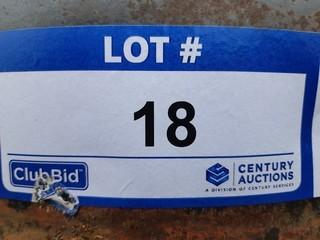 LOT #
18
ClubBid
CENTURY
AUCTIONS
A DIVISION OF CENTURY SERVICES